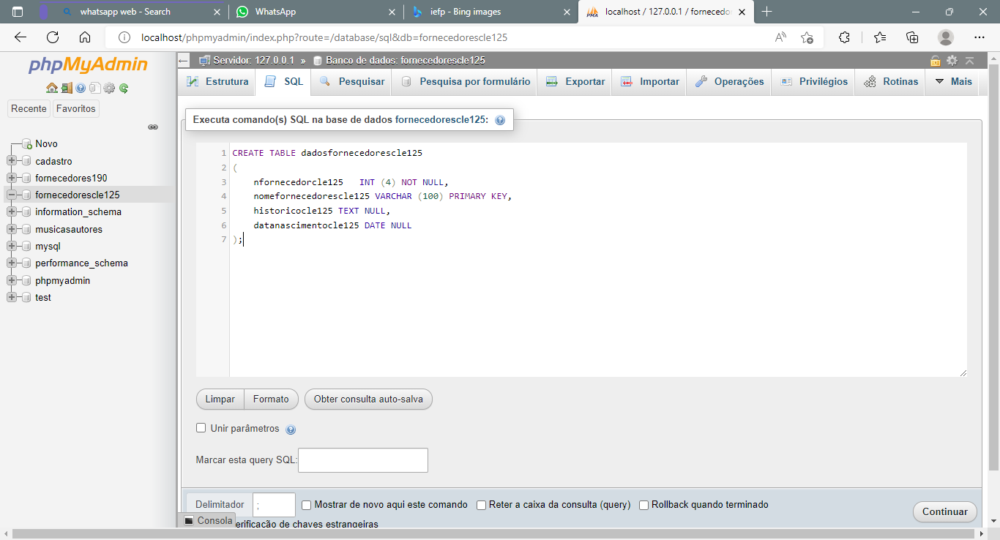 whatsapp web - Search
WhatsApp
iefp - Bing images
localhost / 127.0.0.1 / fornecedo
localhost/phpmyadmin/index.php?route=/database/sql&db=fornecedorescle125
phpMyAdmin
Recente
Favoritos
Novo
cadastro
fornecedores190
fornecedorescle125
information_schema
musicasautores
mysql
performance_schema
phpmyadmin
test
Servidor: 127.0.0.1 » Banco de dados: fornecedorescle125
Estrutura
SQL
Pesquisar
Pesquisa por formulário
Exportar
Importar
Operações
Privilégios
Rotinas
Mais
Executa comando(s) SQL na base de dados fornecedorescle125:
1 CREATE TABLE dadosfornecedorescle125
2 (
3 nfornecedorcle125 INT (4) NOT NULL,
4 nomefornecedorescle125 VARCHAR (100) PRIMARY KEY,
5 historicocle125 TEXT NULL,
6 datanascimentocle125 DATE NULL
7 );
Limpar
Formato
Obter consulta auto-salva
Unir parâmetros
Marcar esta query SQL:
Delimitador ;
Mostrar de novo aqui este comando
Reter a caixa da consulta (query)
Rollback quando terminado
Continuar
Consola
erificação de chaves estrangeiras